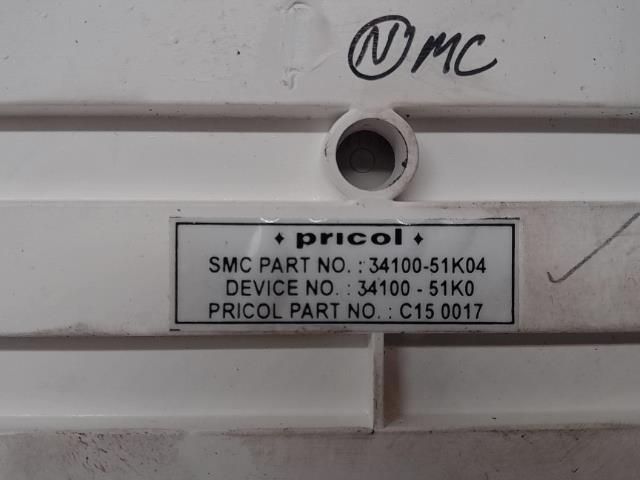 N MC
pricol
SMC PART NO. : 34100-51K04
DEVICE NO. : 34100 - 51K0
PRICOL PART NO. : C15 0017